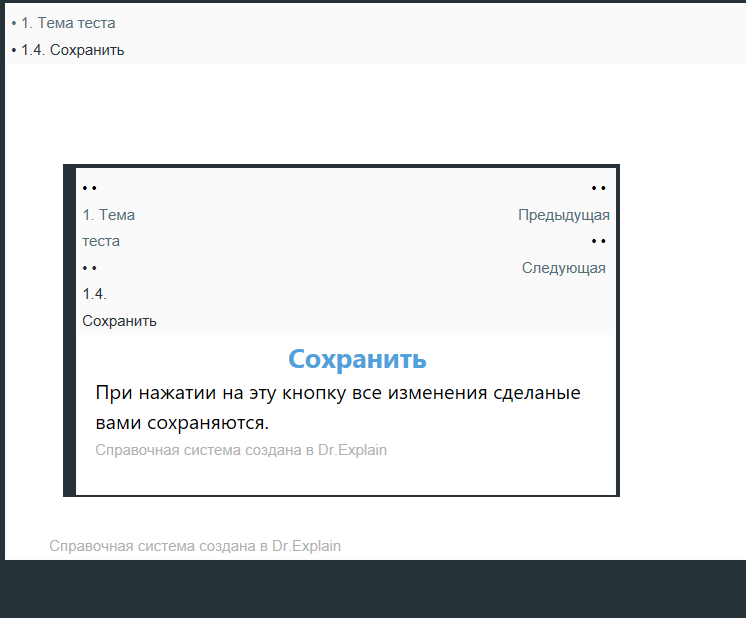 • 1. Тема теста
• 1.4. Сохранить
• •
1. Тема
теста
• •
1.4.
Сохранить
• •
Предыдущая
• •
Следующая
Сохранить
При нажатии на эту кнопку все изменения сделаные
вами сохраняются.
Справочная система создана в Dr.Explain
Справочная система создана в Dr.Explain